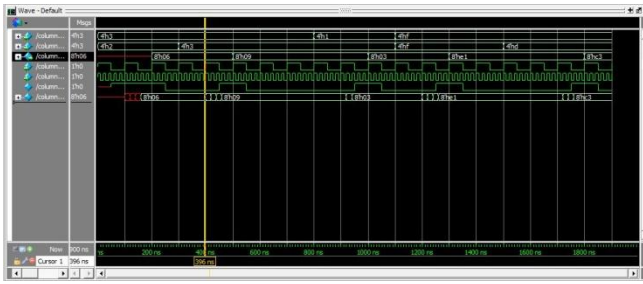 Wave - Default
Msgs
/column... 4'h3 4'h3 4'h1 4'hf
/column... 4'h3 4'h2 4'h3 4'hf 4'hd
/column... 8'h06 8'h06 8'h09 8'h03 8'he1 8'hc3
/column... 1'h0
/column... 1'h0
/column... 1'h0
/column... 8'h06 8'h06 8'h09 8'h03 8'he1 8'hc3
Now 900 ns ns 200 ns 400 ns 600 ns 800 ns 1000 ns 1200 ns 1400 ns 1600 ns 1800 ns
Cursor 1 396 ns 396 ns